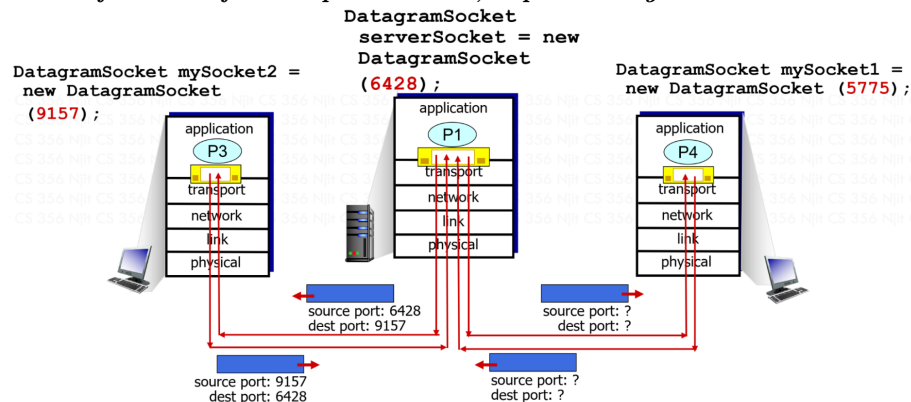 DatagramSocket
serverSocket = new
DatagramSocket
(6428);
DatagramSocket mySocket2 =
new DatagramSocket
(9157);
DatagramSocket mySocket1 =
new DatagramSocket (5775);
application
P3
transport
network
link
physical
application
P1
transport
network
link
physical
application
P4
transport
network
link
physical
source port: 6428
dest port: 9157
source port: ?
dest port: ?
source port: 9157
dest port: 6428
source port: ?
dest port: ?